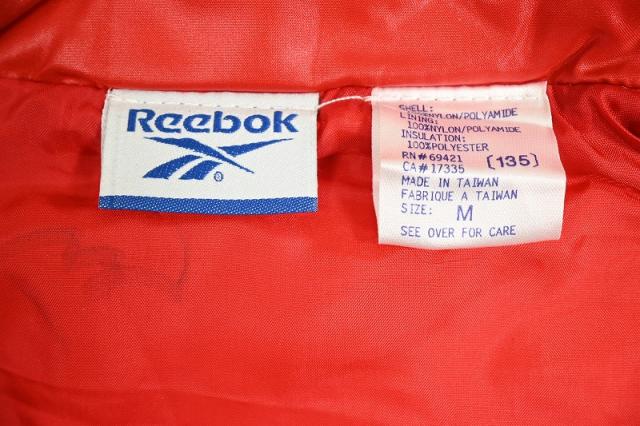 Reebok
®
SHELL:
100%NYLON/POLYAMIDE
LINING:
100%NYLON/POLYAMIDE
INSULATION:
100%POLYESTER
RN# 69421 [135]
CA# 17335
MADE IN TAIWAN
FABRIQUE A TAIWAN
SIZE: M
SEE OVER FOR CARE